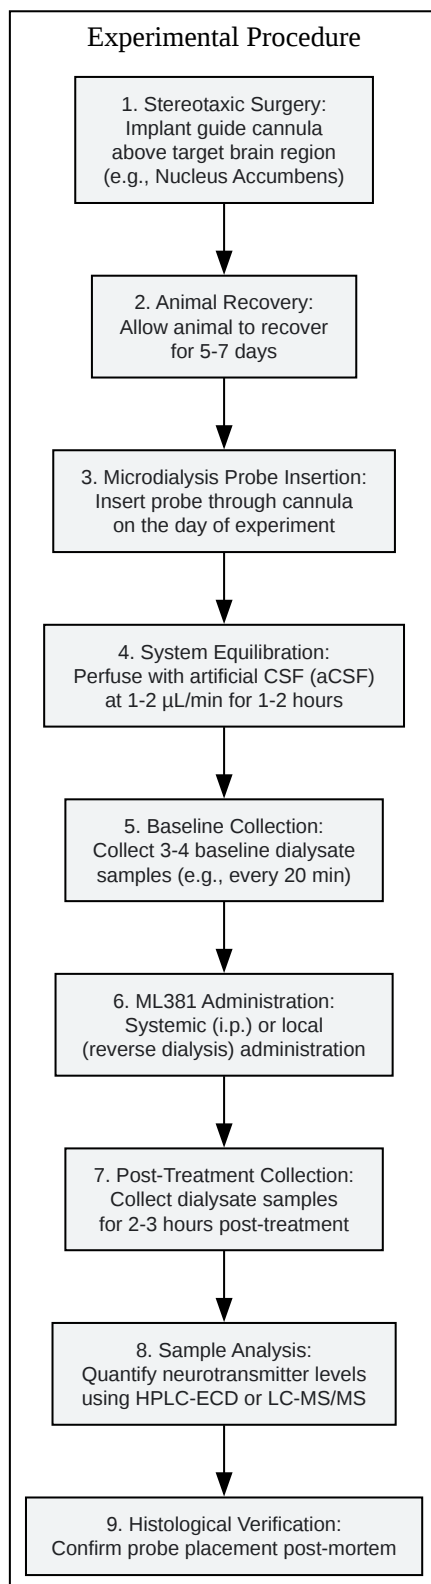 Experimental Procedure
1. Stereotaxic Surgery:
Implant guide cannula
above target brain region
(e.g., Nucleus Accumbens)
2. Animal Recovery:
Allow animal to recover
for 5-7 days
3. Microdialysis Probe Insertion:
Insert probe through cannula
on the day of experiment
4. System Equilibration:
Perfuse with artificial CSF (aCSF)
at 1-2 µL/min for 1-2 hours
5. Baseline Collection:
Collect 3-4 baseline dialysate
samples (e.g., every 20 min)
6. ML381 Administration:
Systemic (i.p.) or local
(reverse dialysis) administration
7. Post-Treatment Collection:
Collect dialysate samples
for 2-3 hours post-treatment
8. Sample Analysis:
Quantify neurotransmitter levels
using HPLC-ECD or LC-MS/MS
9. Histological Verification:
Confirm probe placement post-mortem